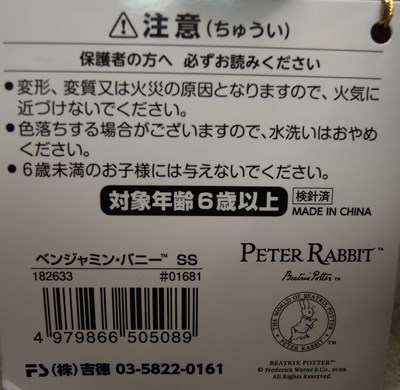 ⚠注意(ちゅうい)
保護者の方へ 必ずお読みください
●変形、変質又は火災の原因となりますので、火気に
近づけないでください。
●色落ちする場合がございますので、水洗いはおやめ
ください。
●6歳未満のお子様には与えないでください。
対象年齢6歳以上 検針済
MADE IN CHINA
ベンジャミン・バニー™ SS
182633 #01681
4 979866 505089
(株)吉徳 03-5822-0161
PETER RABBIT™
Beatrix Potter™
THE WORLD OF BEATRIX POTTER
PETER RABBIT
BEATRIX POTTER™
© Frederick Warne & Co.,